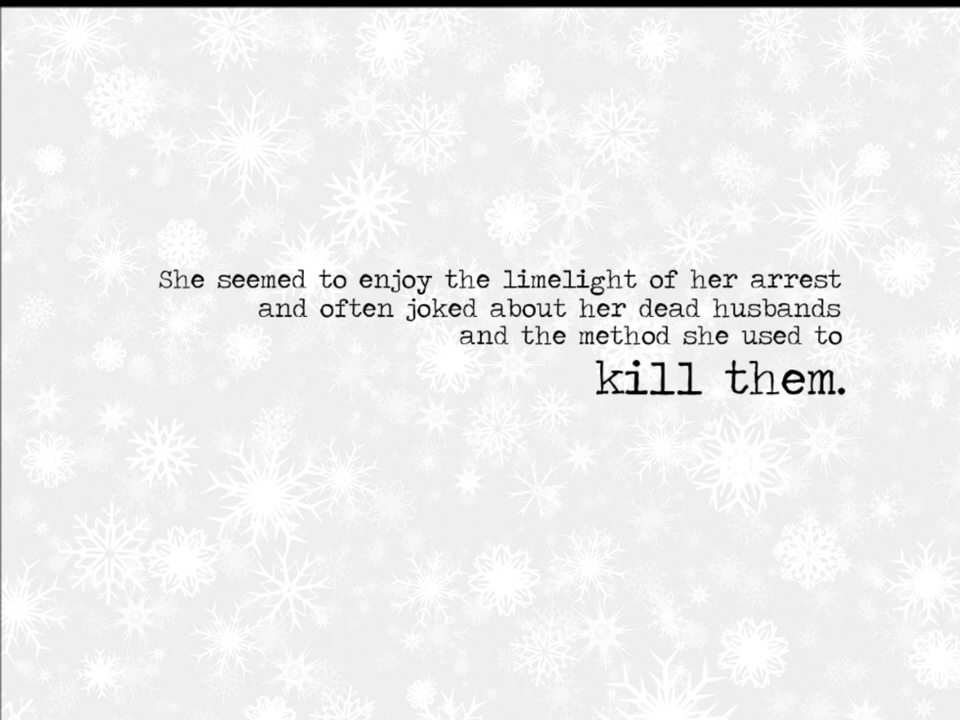 She seemed to enjoy the limelight of her arrest
and often joked about her dead husbands
and the method she used to
kill them.